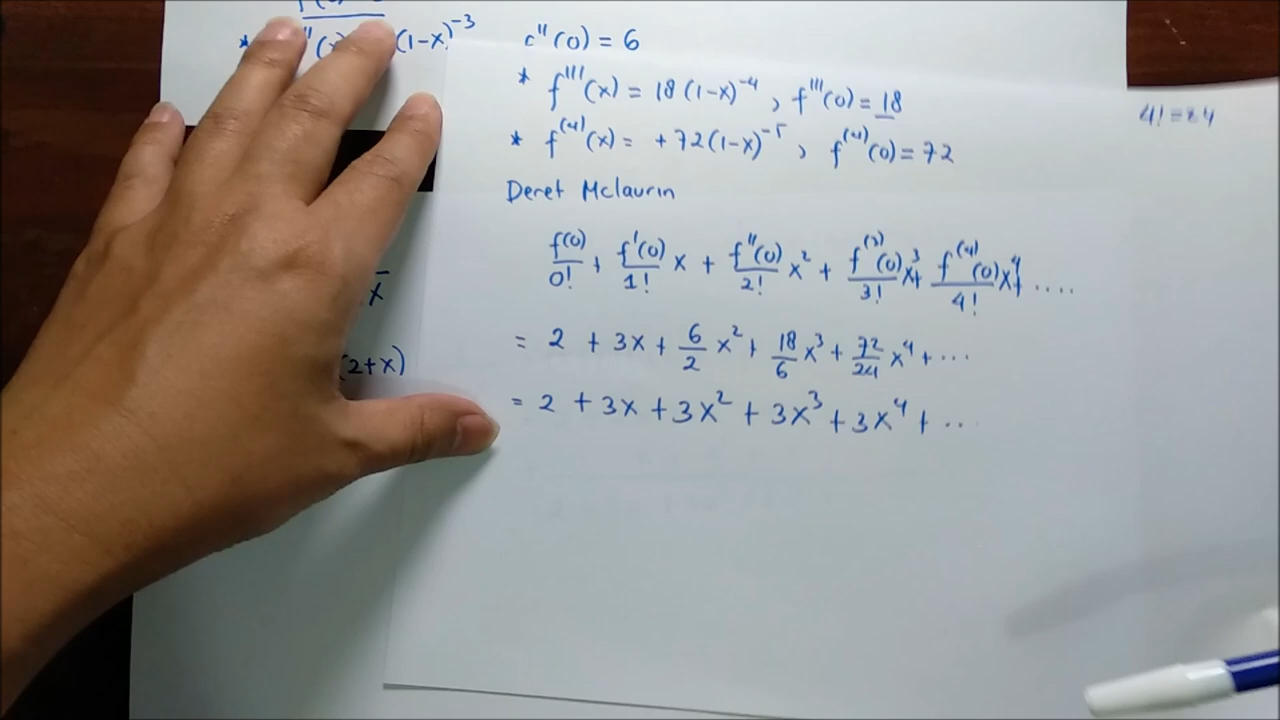 (1-x)^-3
f''(0) = 6
* f'''(x) = 18 (1-x)^-4 , f'''(0) = 18
4! = 24
* f^(4)(x) = +72(1-x)^-5 , f^(4)(0) = 72
Deret Mclaurin
f(0)/0! + f'(0)/1! x + f''(0)/2! x^2 + f^(3)(0)/3! x^3 + f^(4)(0)/4! x^4 + ....
= 2 + 3x + 6/2 x^2 + 18/6 x^3 + 72/24 x^4 + ...
(2+x)
= 2 + 3x + 3x^2 + 3x^3 + 3x^4 + ...